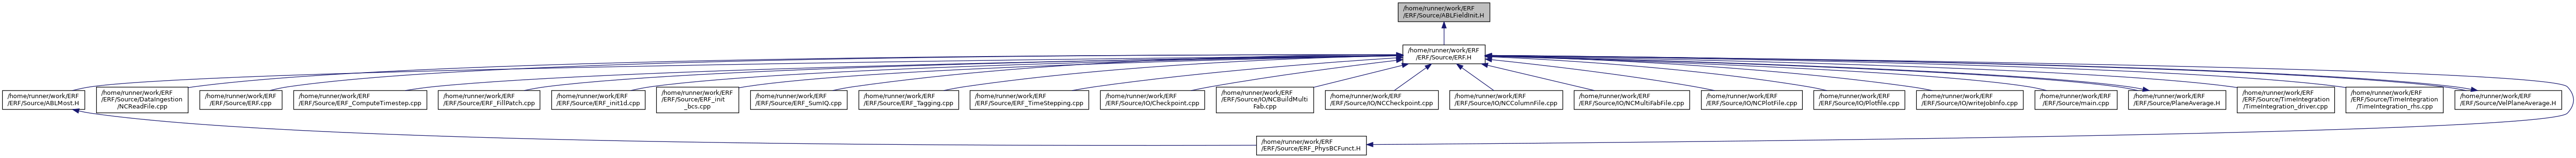 /home/runner/work/ERF
/ERF/Source/ABLFieldInit.H
/home/runner/work/ERF
/ERF/Source/ERF.H
/home/runner/work/ERF
/ERF/Source/ABLMost.H
/home/runner/work/ERF
/ERF/Source/DataIngestion
/NCReadFile.cpp
/home/runner/work/ERF
/ERF/Source/ERF.cpp
/home/runner/work/ERF
/ERF/Source/ERF_ComputeTimestep.cpp
/home/runner/work/ERF
/ERF/Source/ERF_FillPatch.cpp
/home/runner/work/ERF
/ERF/Source/ERF_init1d.cpp
/home/runner/work/ERF
/ERF/Source/ERF_init
_bcs.cpp
/home/runner/work/ERF
/ERF/Source/ERF_SumIQ.cpp
/home/runner/work/ERF
/ERF/Source/ERF_Tagging.cpp
/home/runner/work/ERF
/ERF/Source/ERF_TimeStepping.cpp
/home/runner/work/ERF
/ERF/Source/IO/Checkpoint.cpp
/home/runner/work/ERF
/ERF/Source/IO/NCBuildMulti
Fab.cpp
/home/runner/work/ERF
/ERF/Source/IO/NCCheckpoint.cpp
/home/runner/work/ERF
/ERF/Source/IO/NCColumnFile.cpp
/home/runner/work/ERF
/ERF/Source/IO/NCMultiFabFile.cpp
/home/runner/work/ERF
/ERF/Source/IO/NCPlotFile.cpp
/home/runner/work/ERF
/ERF/Source/IO/Plotfile.cpp
/home/runner/work/ERF
/ERF/Source/IO/writeJobInfo.cpp
/home/runner/work/ERF
/ERF/Source/main.cpp
/home/runner/work/ERF
/ERF/Source/PlaneAverage.H
/home/runner/work/ERF
/ERF/Source/TimeIntegration
/TimeIntegration_driver.cpp
/home/runner/work/ERF
/ERF/Source/TimeIntegration
/TimeIntegration_rhs.cpp
/home/runner/work/ERF
/ERF/Source/VelPlaneAverage.H
/home/runner/work/ERF
/ERF/Source/ERF_PhysBCFunct.H